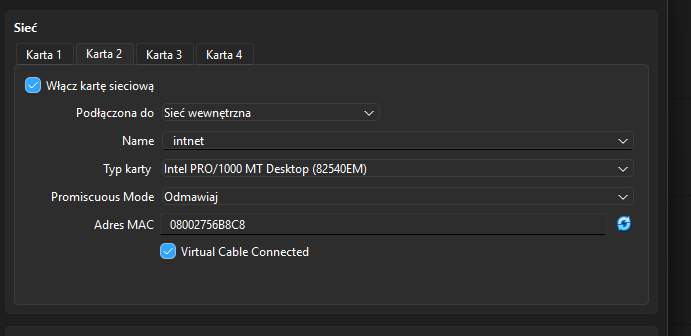 Sieć
Karta 1 Karta 2 Karta 3 Karta 4
Włącz kartę sieciową
Podłączona do Sieć wewnętrzna
Name intnet
Typ karty Intel PRO/1000 MT Desktop (82540EM)
Promiscuous Mode Odmawiaj
Adres MAC 08002756B8C8
Virtual Cable Connected